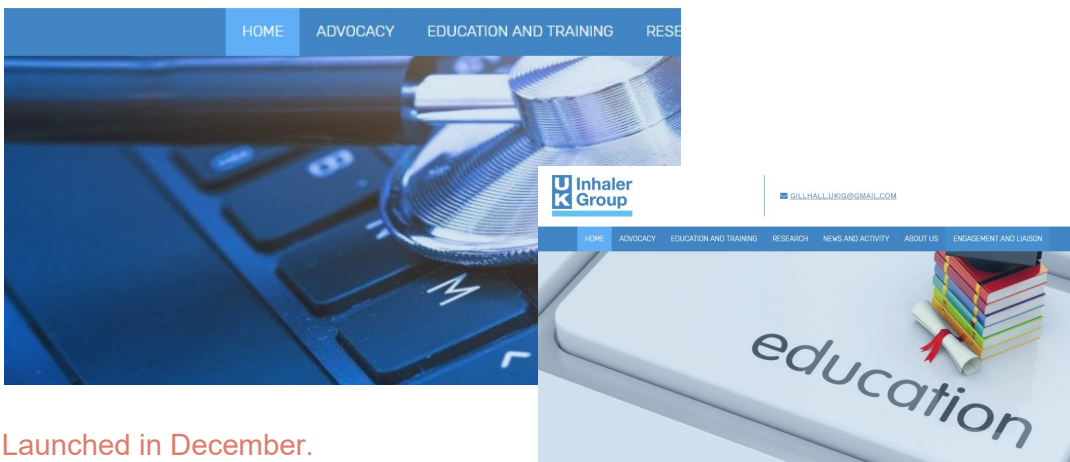 HOME ADVOCACY EDUCATION AND TRAINING RESE
M
UK Inhaler Group
GILLHALL.UKIG@GMAIL.COM
HOME ADVOCACY EDUCATION AND TRAINING RESEARCH NEWS AND ACTIVITY ABOUT US ENGAGEMENT AND LIAISON
education
Launched in December.